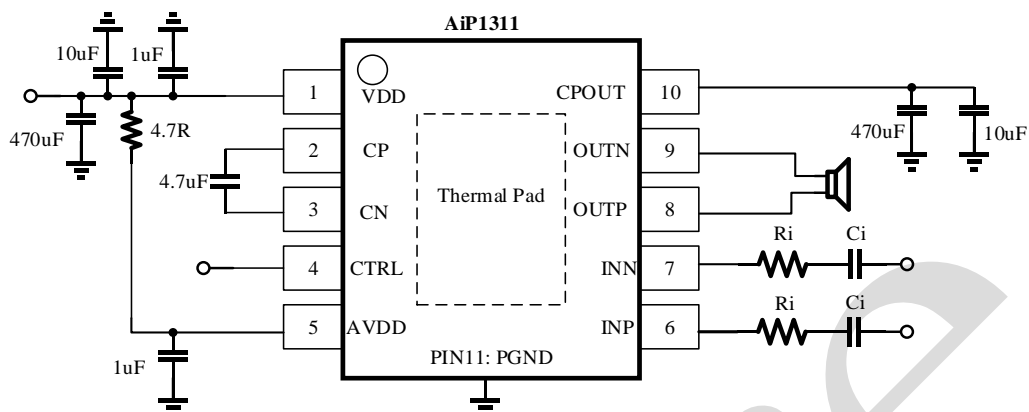 AiP1311
10uF
1uF
470uF
4.7R
4.7uF
1uF
1
VDD
2
CP
3
CN
4
CTRL
5
AVDD
Thermal Pad
PIN11: PGND
CPOUT
10
OUTN
9
OUTP
8
INN
7
INP
6
470uF
10uF
Ri
Ci
Ri
Ci
e